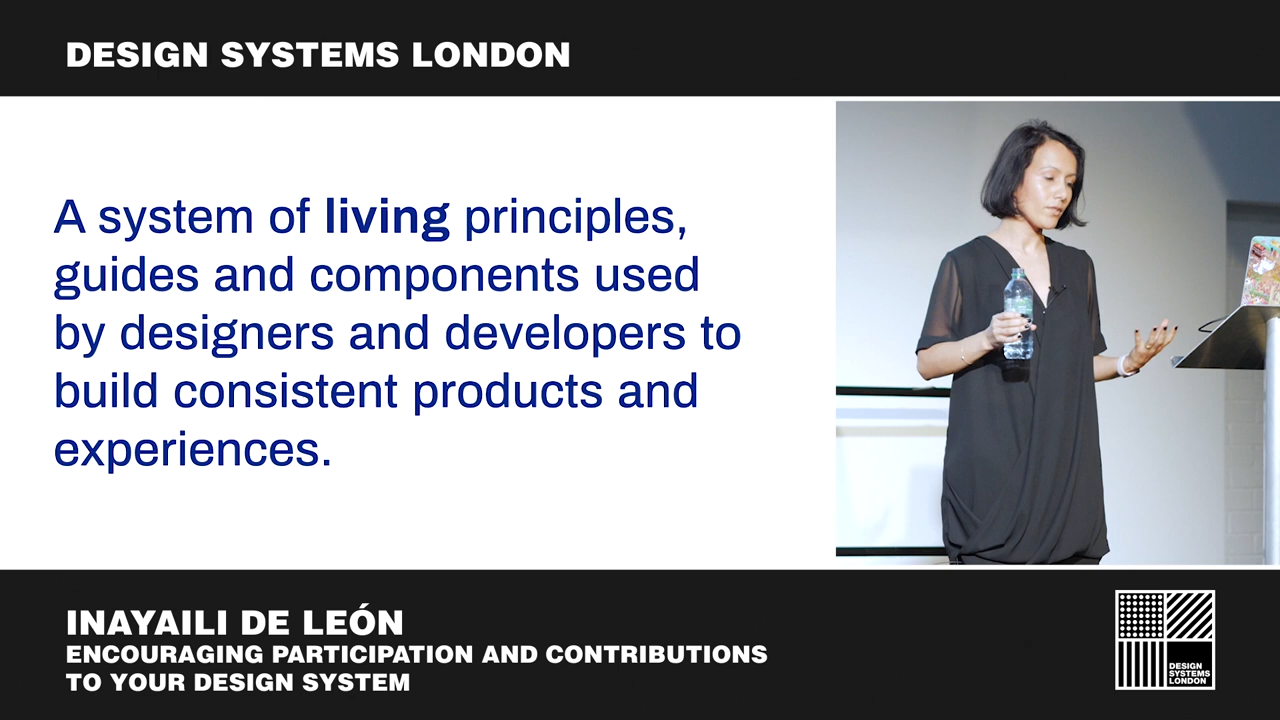 DESIGN SYSTEMS LONDON
A system of living principles,
guides and components used
by designers and developers to
build consistent products and
experiences.
INAYAILI DE LEÓN
ENCOURAGING PARTICIPATION AND CONTRIBUTIONS
TO YOUR DESIGN SYSTEM
DESIGN
SYSTEMS
LONDON